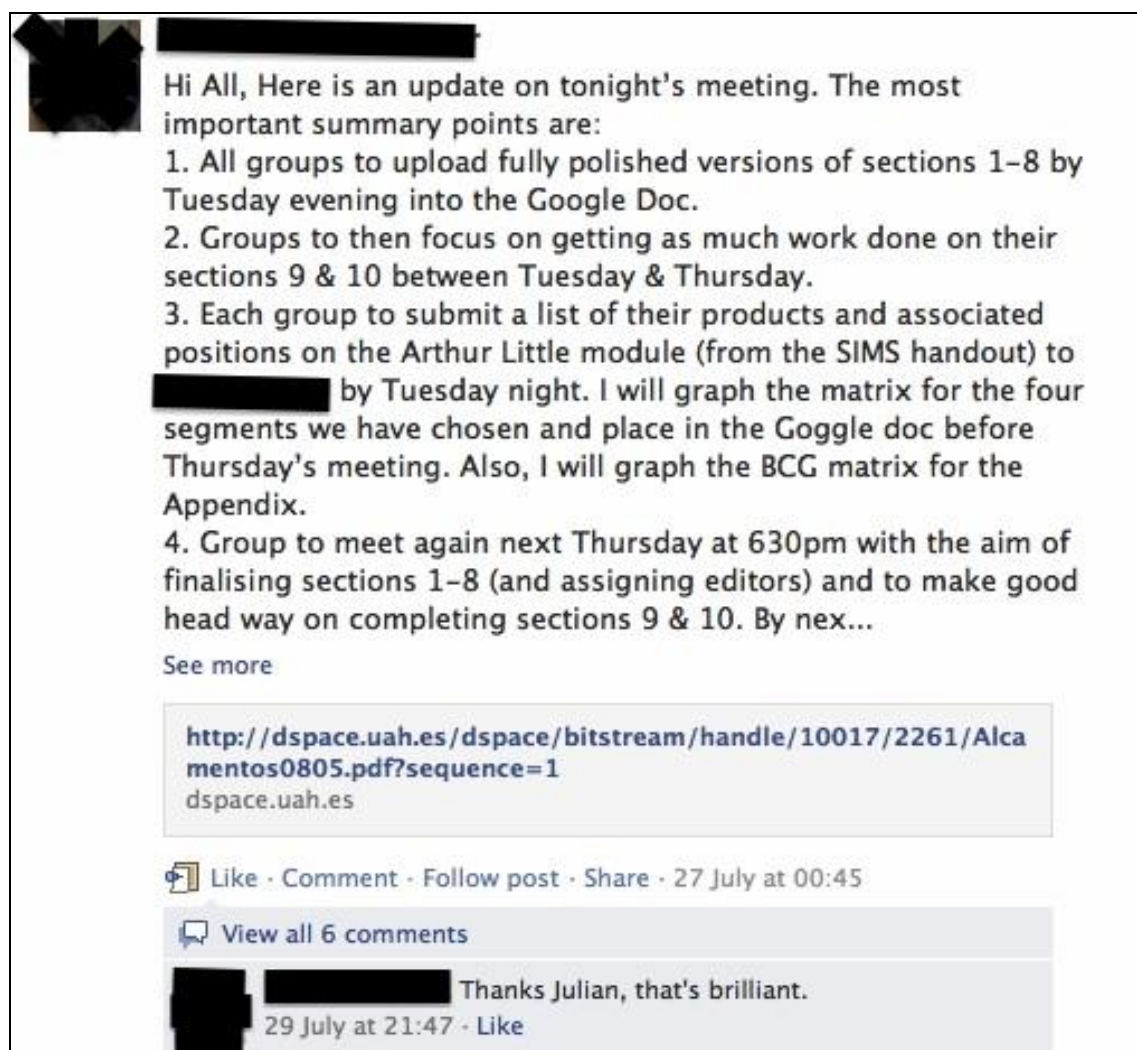 Hi All, Here is an update on tonight's meeting. The most
important summary points are:
1. All groups to upload fully polished versions of sections 1–8 by
Tuesday evening into the Google Doc.
2. Groups to then focus on getting as much work done on their
sections 9 & 10 between Tuesday & Thursday.
3. Each group to submit a list of their products and associated
positions on the Arthur Little module (from the SIMS handout) to
by Tuesday night. I will graph the matrix for the four
segments we have chosen and place in the Goggle doc before
Thursday's meeting. Also, I will graph the BCG matrix for the
Appendix.
4. Group to meet again next Thursday at 630pm with the aim of
finalising sections 1–8 (and assigning editors) and to make good
head way on completing sections 9 & 10. By nex...
See more
http://dspace.uah.es/dspace/bitstream/handle/10017/2261/Alca
mentos0805.pdf?sequence=1
dspace.uah.es
Like · Comment · Follow post · Share · 27 July at 00:45
View all 6 comments
Thanks Julian, that's brilliant.
29 July at 21:47 · Like